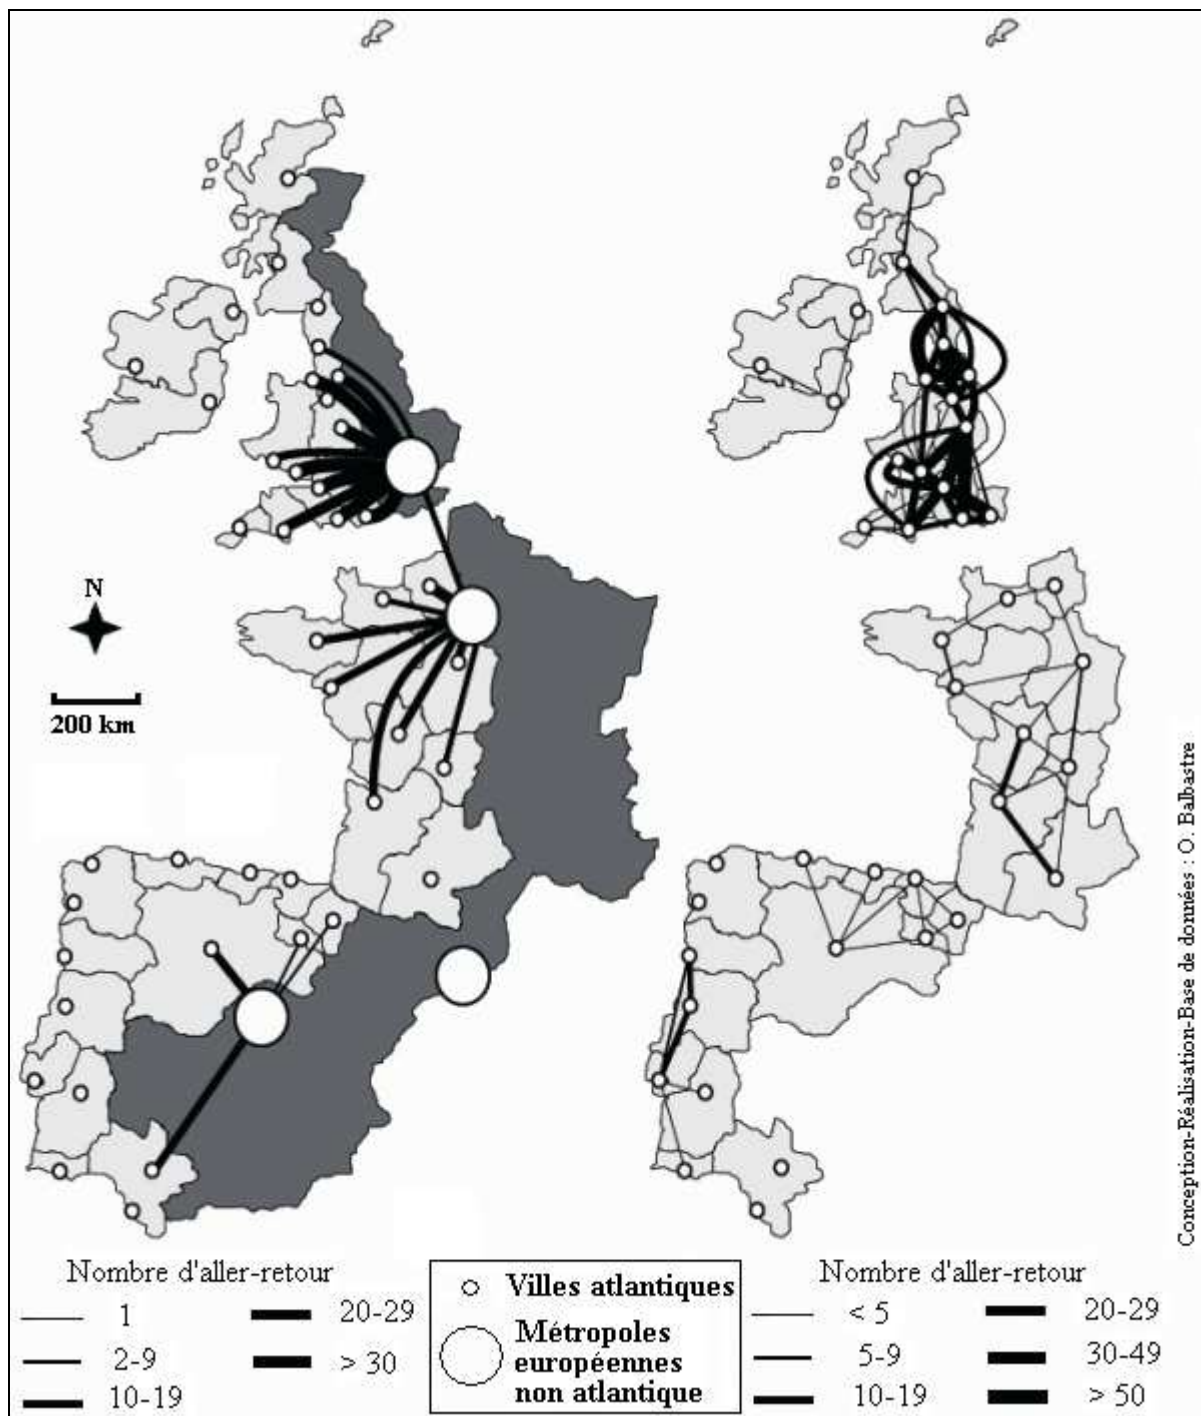 N
200 km
Conception-Réalisation-Base de données : O. Balbastre
Nombre d'aller-retour
1
2-9
10-19
20-29
> 30
Villes atlantiques
Métropoles
européennes
non atlantique
Nombre d'aller-retour
< 5
5-9
10-19
20-29
30-49
> 50